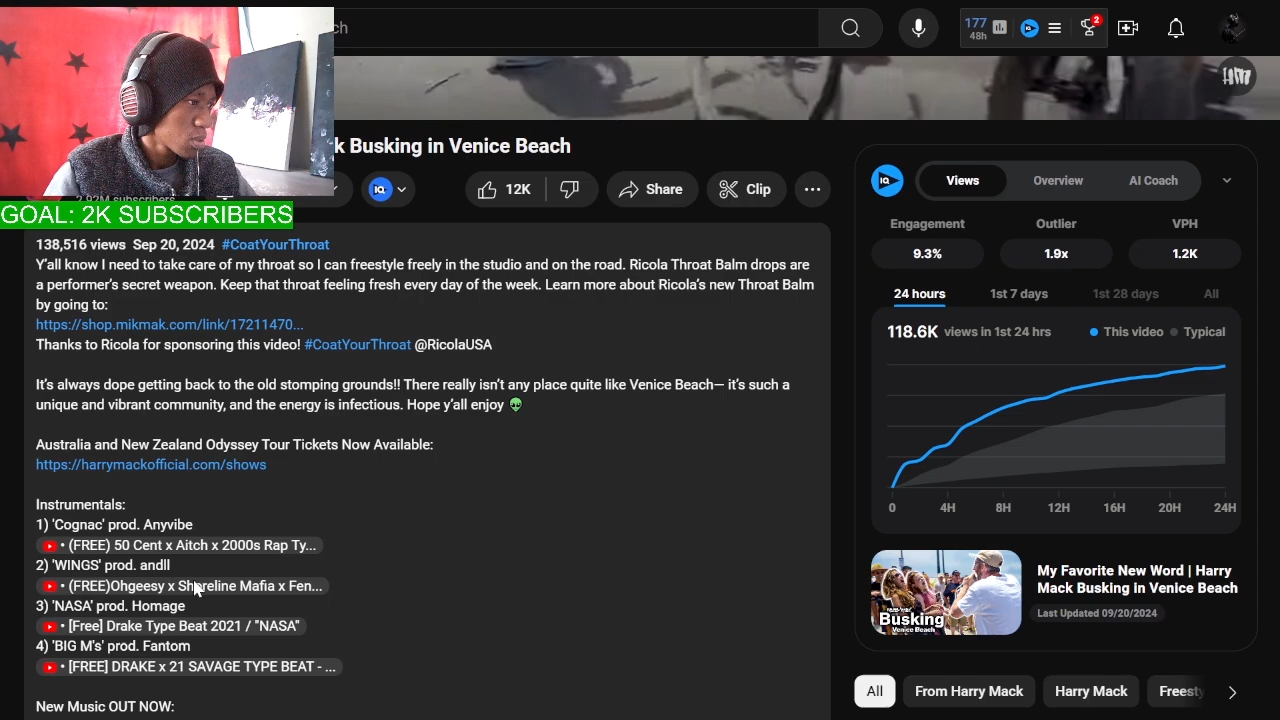 ch
177
48h
2
HM
k Busking in Venice Beach
IQ
12K
Share
Clip
2.92M subscribers
GOAL: 2K SUBSCRIBERS
138,516 views Sep 20, 2024 #CoatYourThroat
Y'all know I need to take care of my throat so I can freestyle freely in the studio and on the road. Ricola Throat Balm drops are
a performer's secret weapon. Keep that throat feeling fresh every day of the week. Learn more about Ricola's new Throat Balm
by going to:
https://shop.mikmak.com/link/17211470...
Thanks to Ricola for sponsoring this video! #CoatYourThroat @RicolaUSA
It's always dope getting back to the old stomping grounds!! There really isn't any place quite like Venice Beach— it's such a
unique and vibrant community, and the energy is infectious. Hope y'all enjoy 👽
Australia and New Zealand Odyssey Tour Tickets Now Available:
https://harrymackofficial.com/shows
Instrumentals:
1) 'Cognac' prod. Anyvibe
• (FREE) 50 Cent x Aitch x 2000s Rap Ty...
2) 'WINGS' prod. andll
• (FREE)Ohgeesy x Shoreline Mafia x Fen...
3) 'NASA' prod. Homage
• [Free] Drake Type Beat 2021 / "NASA"
4) 'BIG M's' prod. Fantom
• [FREE] DRAKE x 21 SAVAGE TYPE BEAT - ...
New Music OUT NOW:
IQ
Views
Overview
AI Coach
Engagement
Outlier
VPH
9.3%
1.9x
1.2K
24 hours
1st 7 days
1st 28 days
All
118.6K views in 1st 24 hrs
This video
Typical
0
4H
8H
12H
16H
20H
24H
Busking
Venice Beach
My Favorite New Word | Harry
Mack Busking in Venice Beach
Last Updated 09/20/2024
All
From Harry Mack
Harry Mack
Freesty